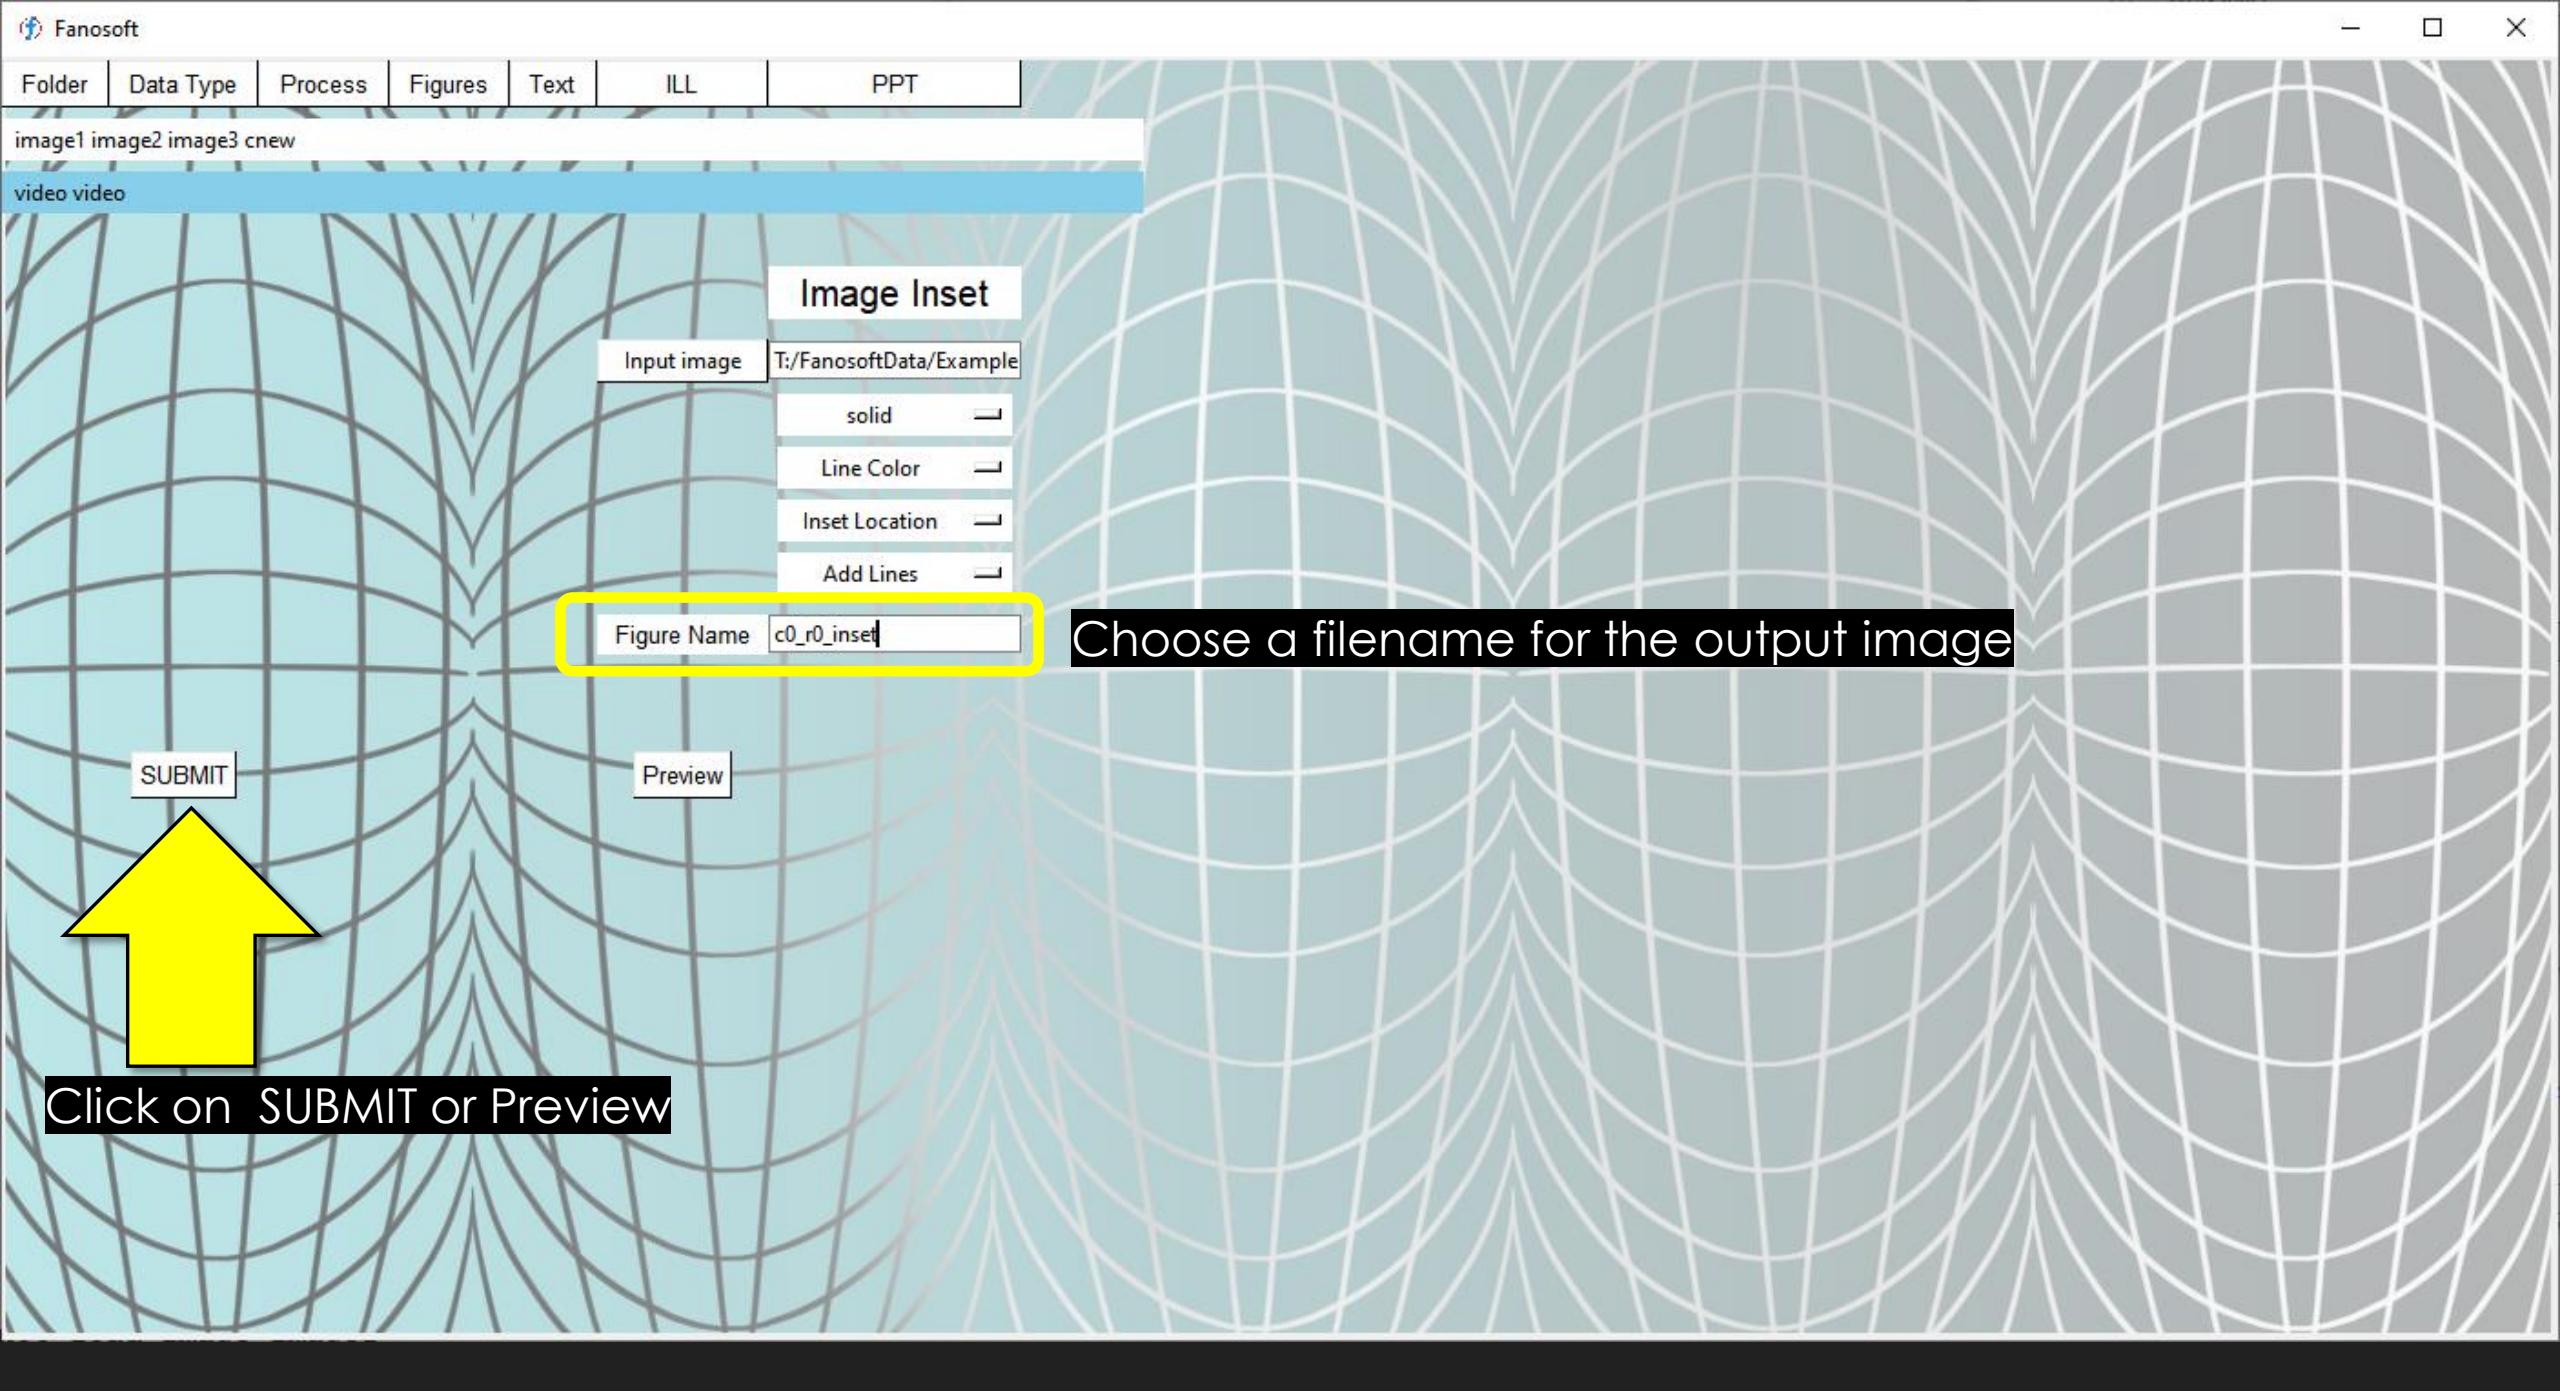 Fanosoft
Folder Data Type Process Figures Text ILL PPT
image1 image2 image3 cnew
video video
Image Inset
Input image T:/FanosoftData/Example
solid
Line Color
Inset Location
Add Lines
Figure Name c0_r0_inset
Choose a filename for the output image
SUBMIT Preview
Click on SUBMIT or Preview